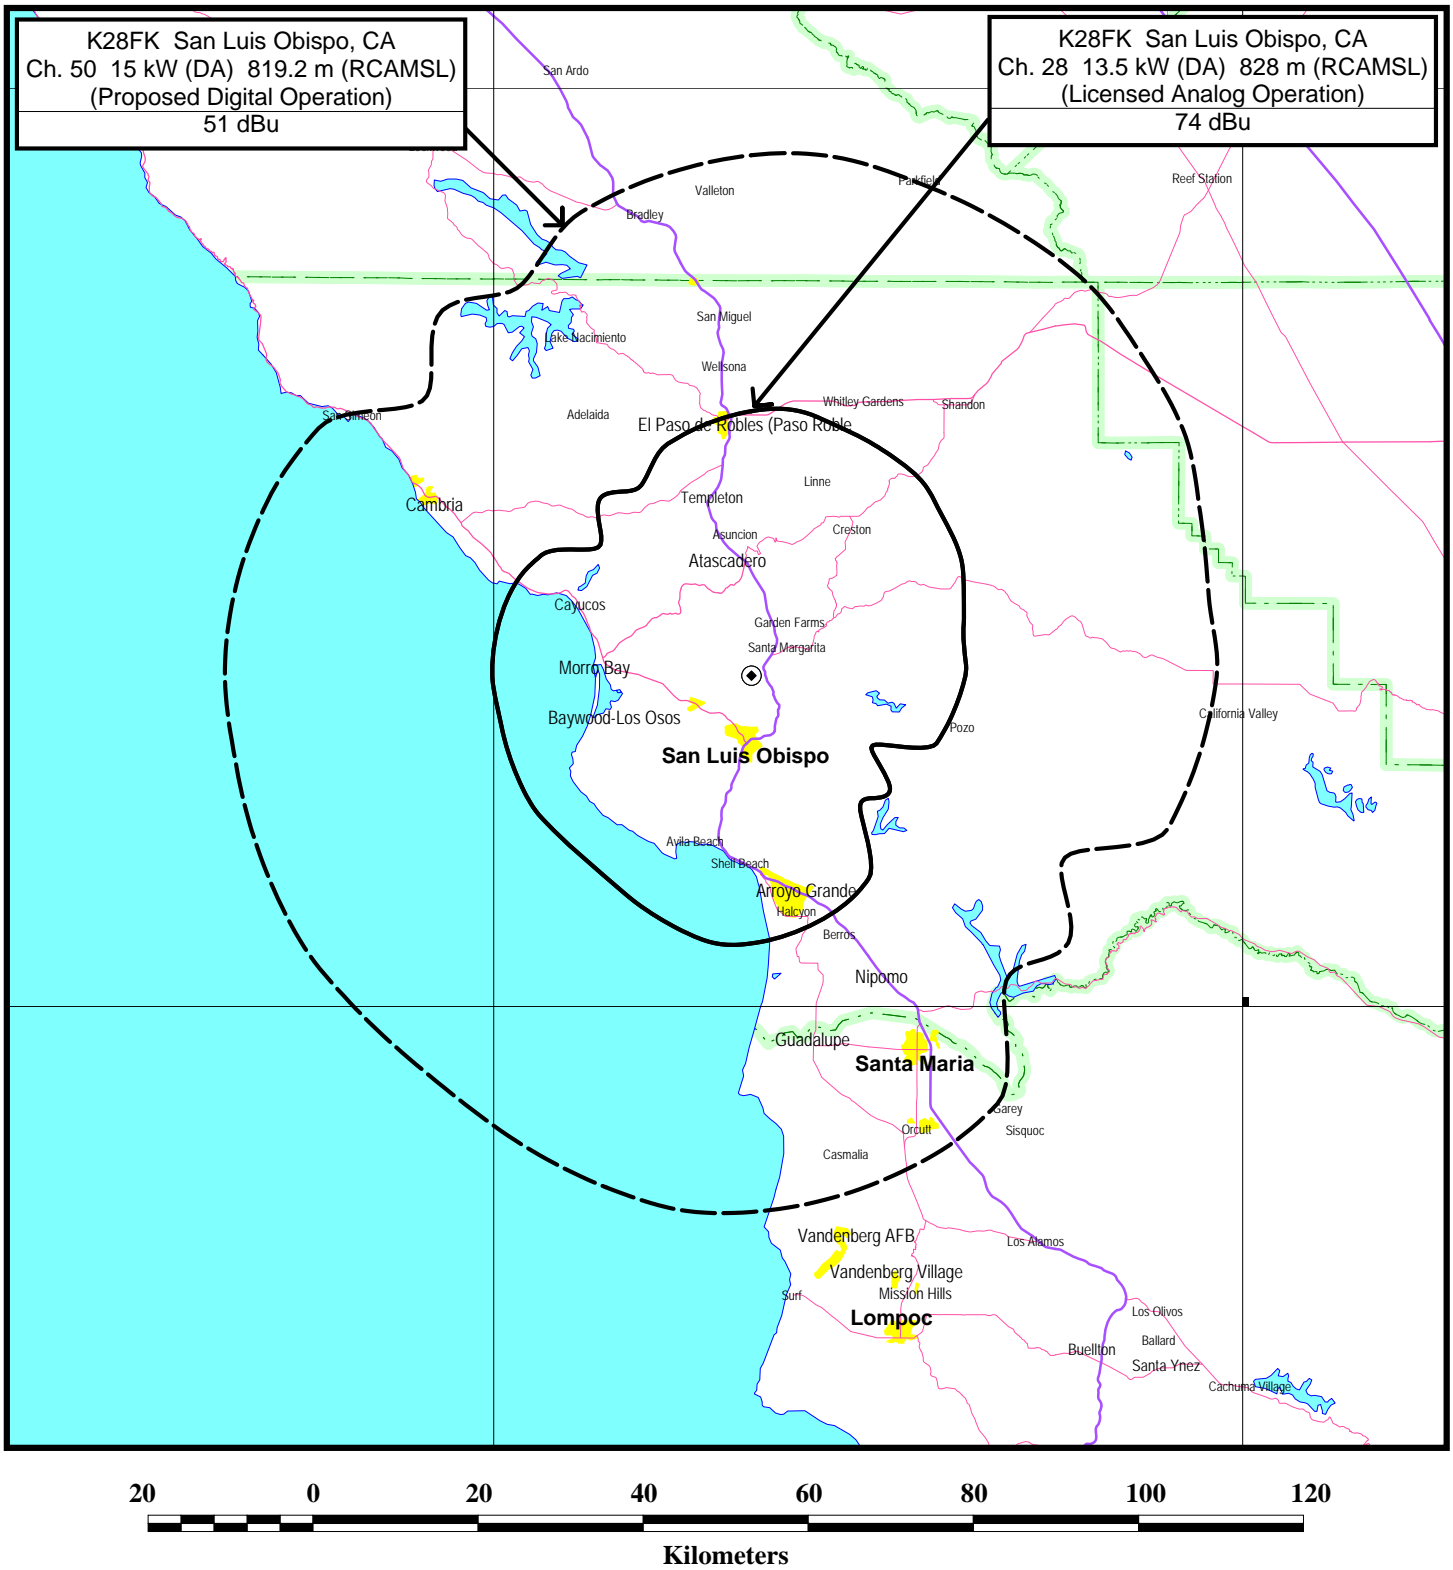 K28FK San Luis Obispo, CA
Ch. 50 15 kW (DA) 819.2 m (RCAMSL)
(Proposed Digital Operation)
51 dBu
K28FK San Luis Obispo, CA
Ch. 28 13.5 kW (DA) 828 m (RCAMSL)
(Licensed Analog Operation)
74 dBu
San Ardo
Valleton
Parkfield
Reef Station
Bradley
San Miguel
Lake Nacimiento
Wellsona
Whitley Gardens
Shandon
San Simeon
Adelaida
El Paso de Robles (Paso Roble
Linne
Templeton
Cambria
Creston
Asuncion
Atascadero
Cayucos
Garden Farms
Santa Margarita
Morro Bay
California Valley
Baywood-Los Osos
Pozo
San Luis Obispo
Avila Beach
Shell Beach
Arroyo Grande
Halcyon
Berros
Nipomo
Guadalupe
Santa Maria
Garey
Orcutt
Sisquoc
Casmalia
Vandenberg AFB
Los Alamos
Vandenberg Village
Surf
Mission Hills
Los Olivos
Lompoc
Ballard
Buellton
Santa Ynez
Cachuma Village
20 0 20 40 60 80 100 120
Kilometers